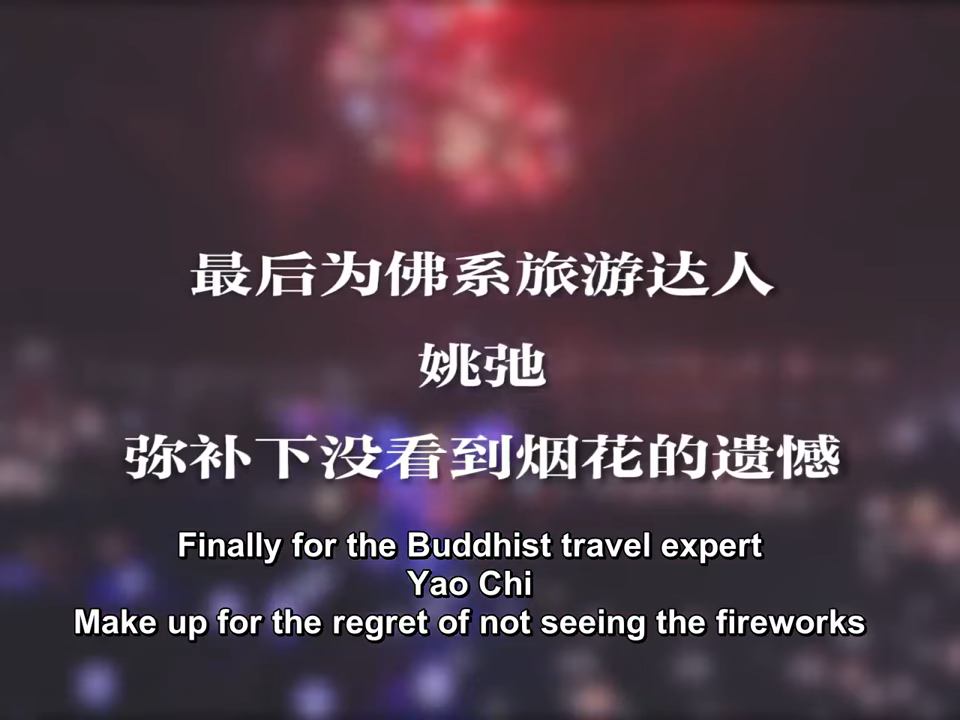 最后为佛系旅游达人
姚弛
弥补下没看到烟花的遗憾
Finally for the Buddhist travel expert
Yao Chi
Make up for the regret of not seeing the fireworks